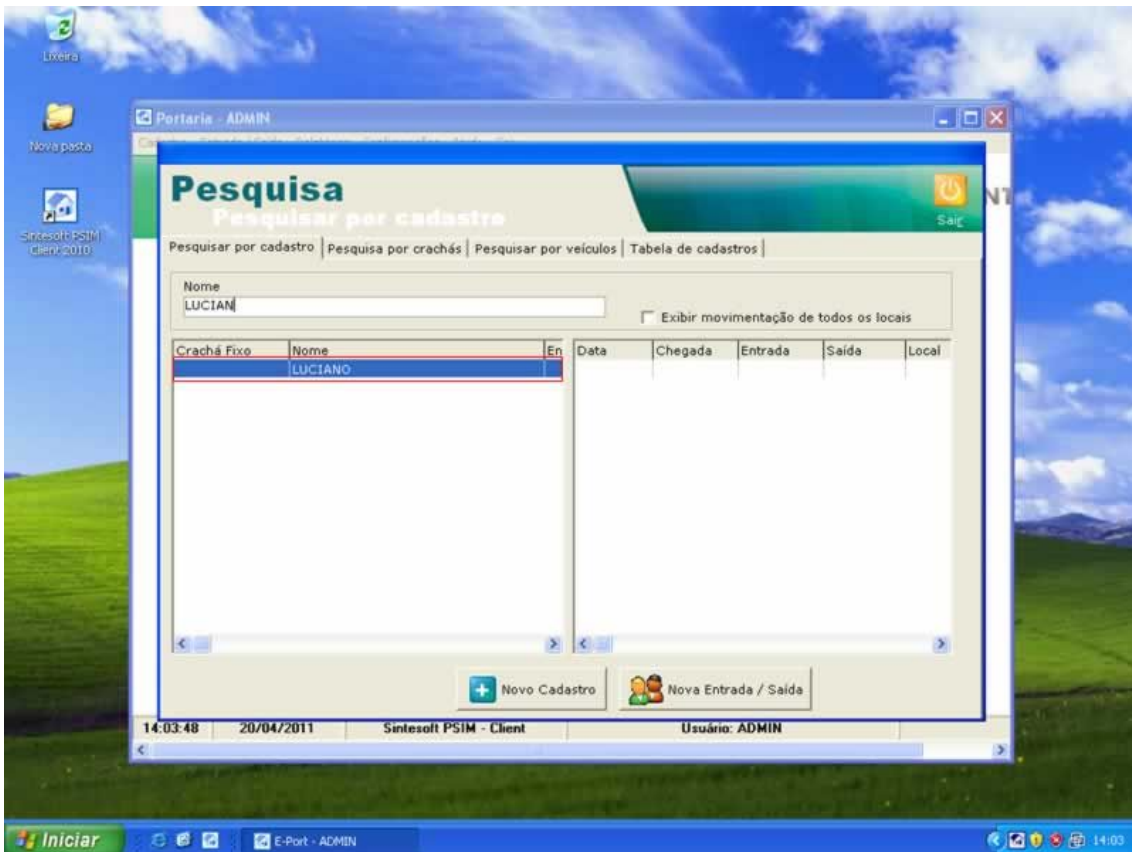 Lixeira
Nova pasta
Sintesoft PSIM
Client 2010
Portaria - ADMIN
Pesquisa
Pesquisar por cadastro
Sair
Pesquisar por cadastro Pesquisa por crachás Pesquisar por veículos Tabela de cadastros
Nome
LUCIAN
Exibir movimentação de todos os locais
Crachá Fixo Nome En Data Chegada Entrada Saída Local
LUCIANO
Novo Cadastro Nova Entrada / Saída
14:03:48 20/04/2011 Sintesoft PSIM - Client Usuário: ADMIN
Iniciar E-Port - ADMIN 14:03